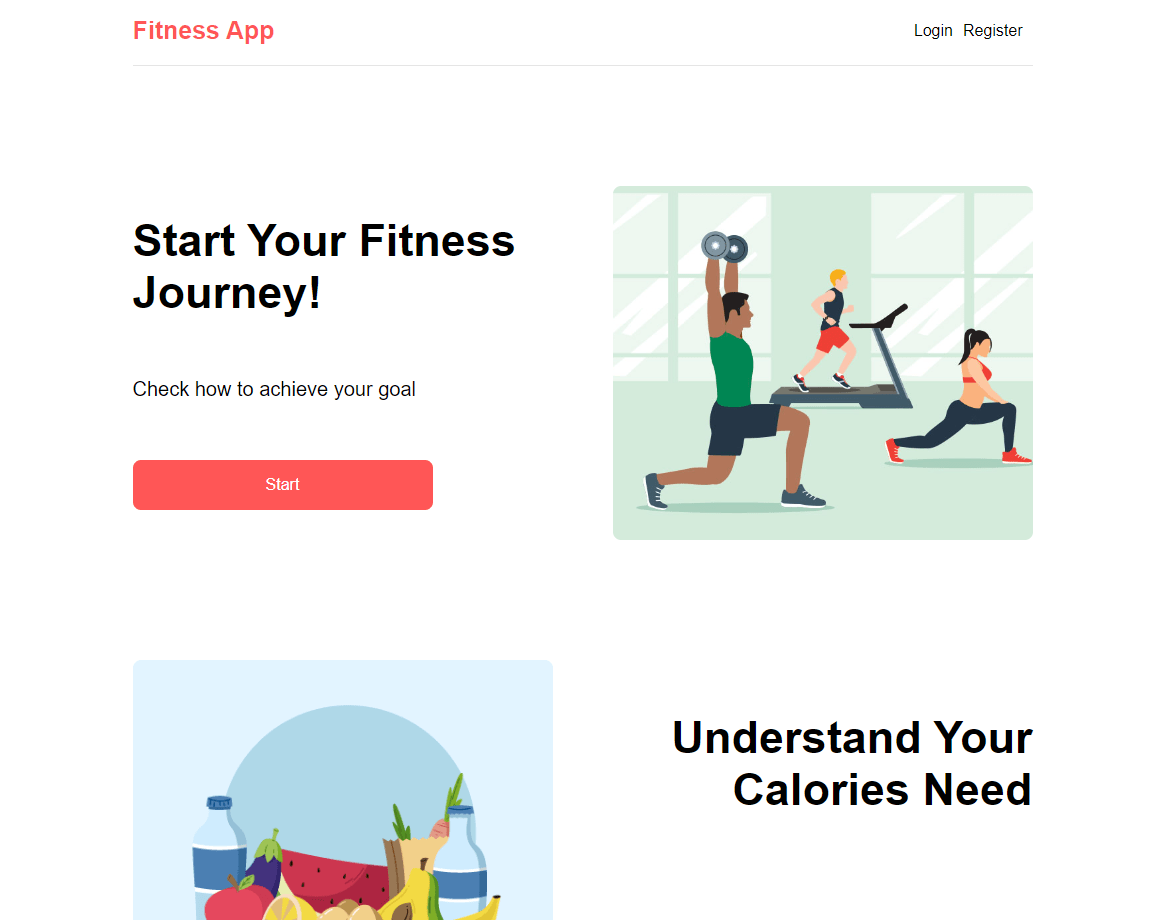 Fitness App
Login Register
Start Your Fitness
Journey!
Check how to achieve your goal
Start
Understand Your
Calories Need